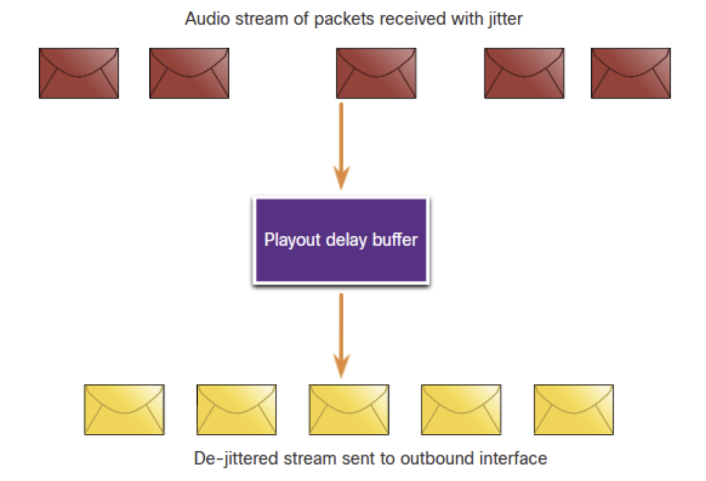 Audio stream of packets received with jitter
Playout delay buffer
De-jittered stream sent to outbound interface